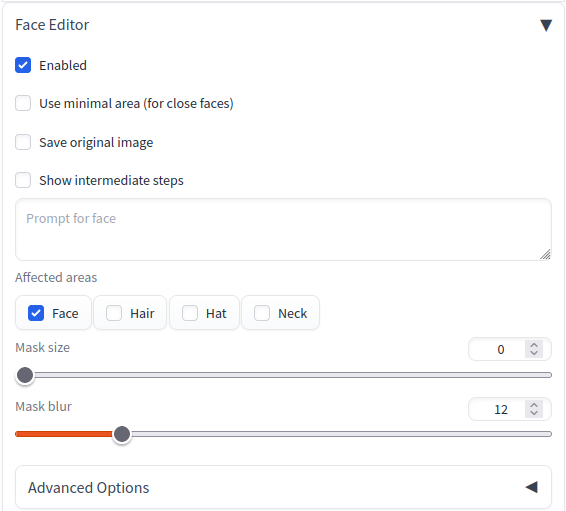 Face Editor
Enabled
Use minimal area (for close faces)
Save original image
Show intermediate steps
Prompt for face
Affected areas
Face Hair Hat Neck
Mask size 0
Mask blur 12
Advanced Options